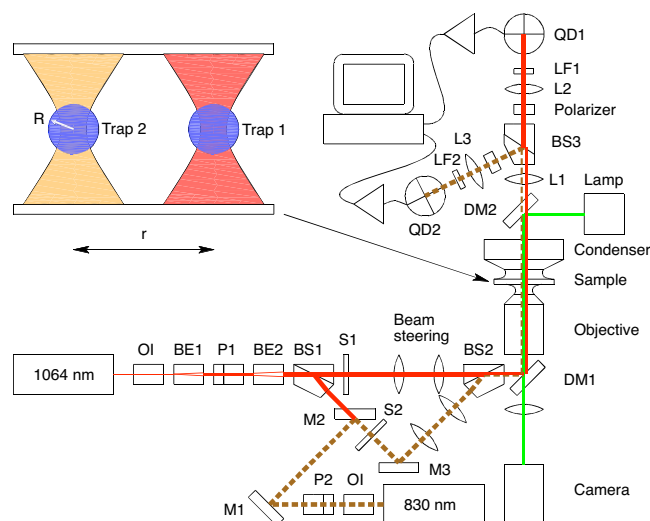 QD1
LF1
L2
Polarizer
BS3
L3
LF2
L1
Lamp
DM2
QD2
R
Trap 2
Trap 1
r
Condenser
Sample
Objective
Beam
steering
S1
OI
BE1
P1
BE2
BS1
BS2
1064 nm
DM1
M2
S2
M3
P2
OI
M1
830 nm
Camera